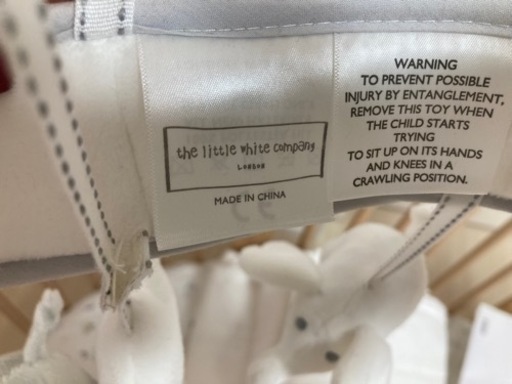 the little white company
LONDON
MADE IN CHINA
WARNING
TO PREVENT POSSIBLE
INJURY BY ENTANGLEMENT,
REMOVE THIS TOY WHEN
THE CHILD STARTS
TRYING
TO SIT UP ON ITS HANDS
AND KNEES IN A
CRAWLING POSITION.